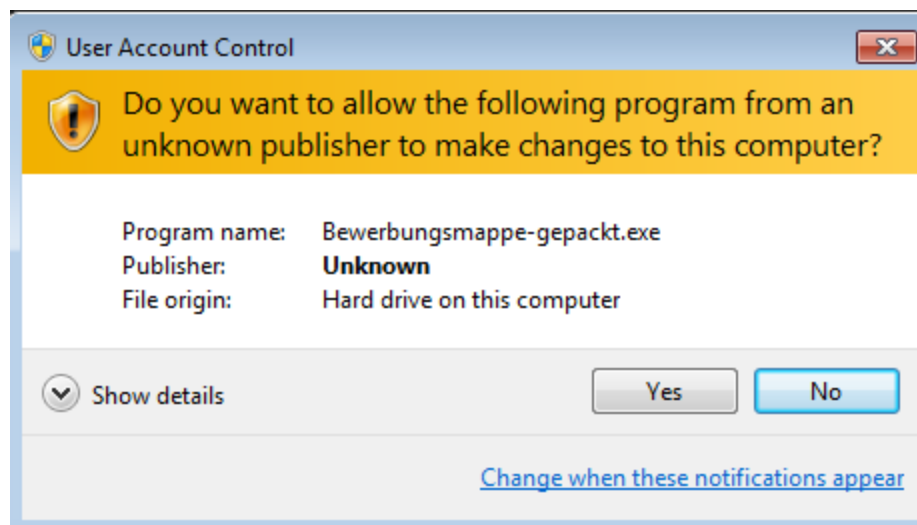 User Account Control
Do you want to allow the following program from an
unknown publisher to make changes to this computer?
Program name: Bewerbungsmappe-gepackt.exe
Publisher: Unknown
File origin: Hard drive on this computer
Show details
Yes
No
Change when these notifications appear